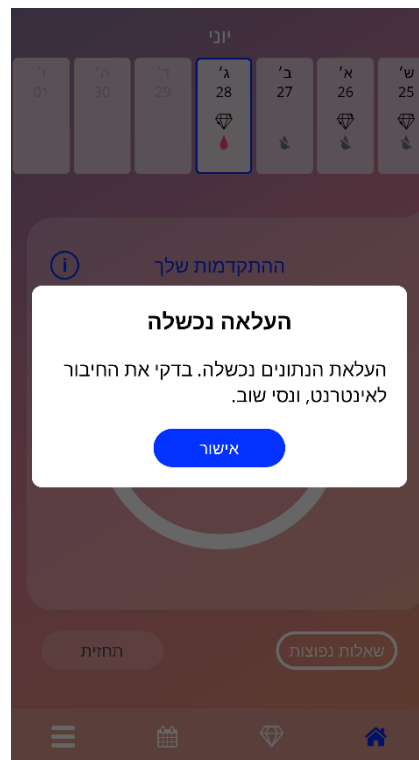 יוני
ש׳ א׳ ב׳ ג׳ ד׳ ה׳ ו׳
25 26 27 28 29 30 01
ההתקדמות שלך
i
העלאה נכשלה
העלאת הנתונים נכשלה. בדקי את החיבור
לאינטרנט, ונסי שוב.
אישור
שאלות נפוצות
תחזית